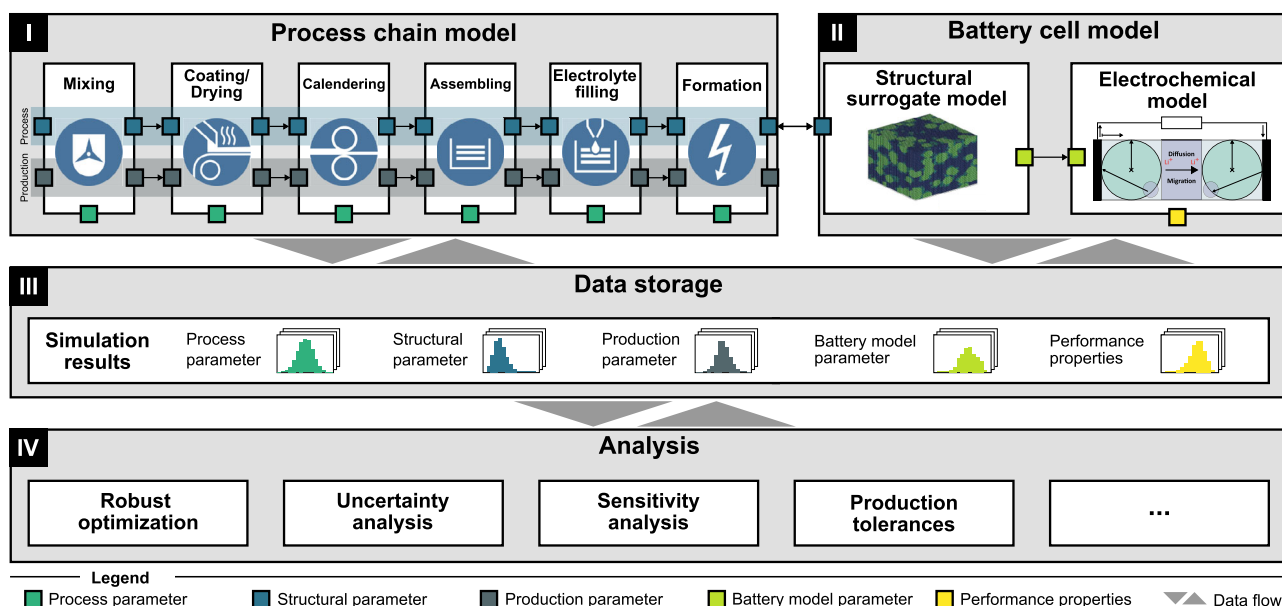 I
Process chain model
II
Battery cell model
Mixing
Coating/
Drying
Calendering
Assembling
Electrolyte
filling
Formation
Process
Production
Structural
surrogate model
Electrochemical
model
Diffusion
Li+ Li+
Migration
III
Data storage
Simulation
results
Process
parameter
Structural
parameter
Production
parameter
Battery model
parameter
Performance
properties
IV
Analysis
Robust
optimization
Uncertainty
analysis
Sensitivity
analysis
Production
tolerances
...
Legend
Process parameter
Structural parameter
Production parameter
Battery model parameter
Performance properties
Data flow